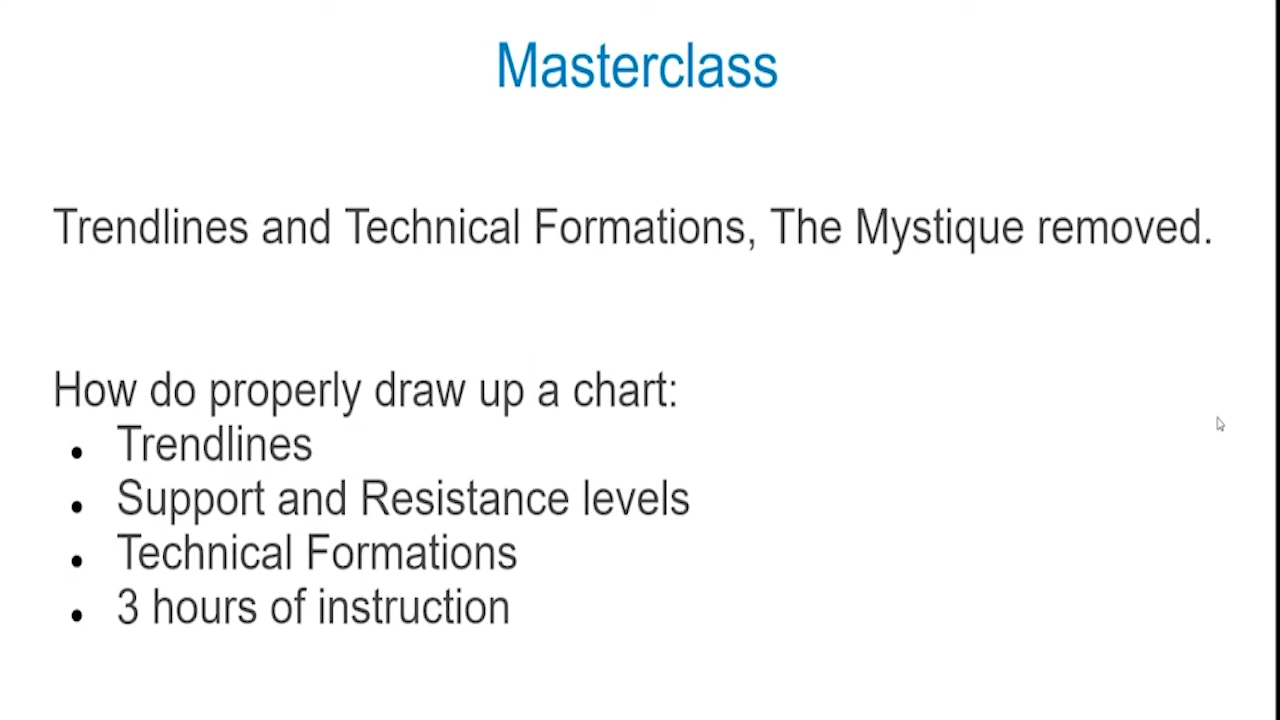 Masterclass
Trendlines and Technical Formations, The Mystique removed.
How do properly draw up a chart:
• Trendlines
• Support and Resistance levels
• Technical Formations
• 3 hours of instruction